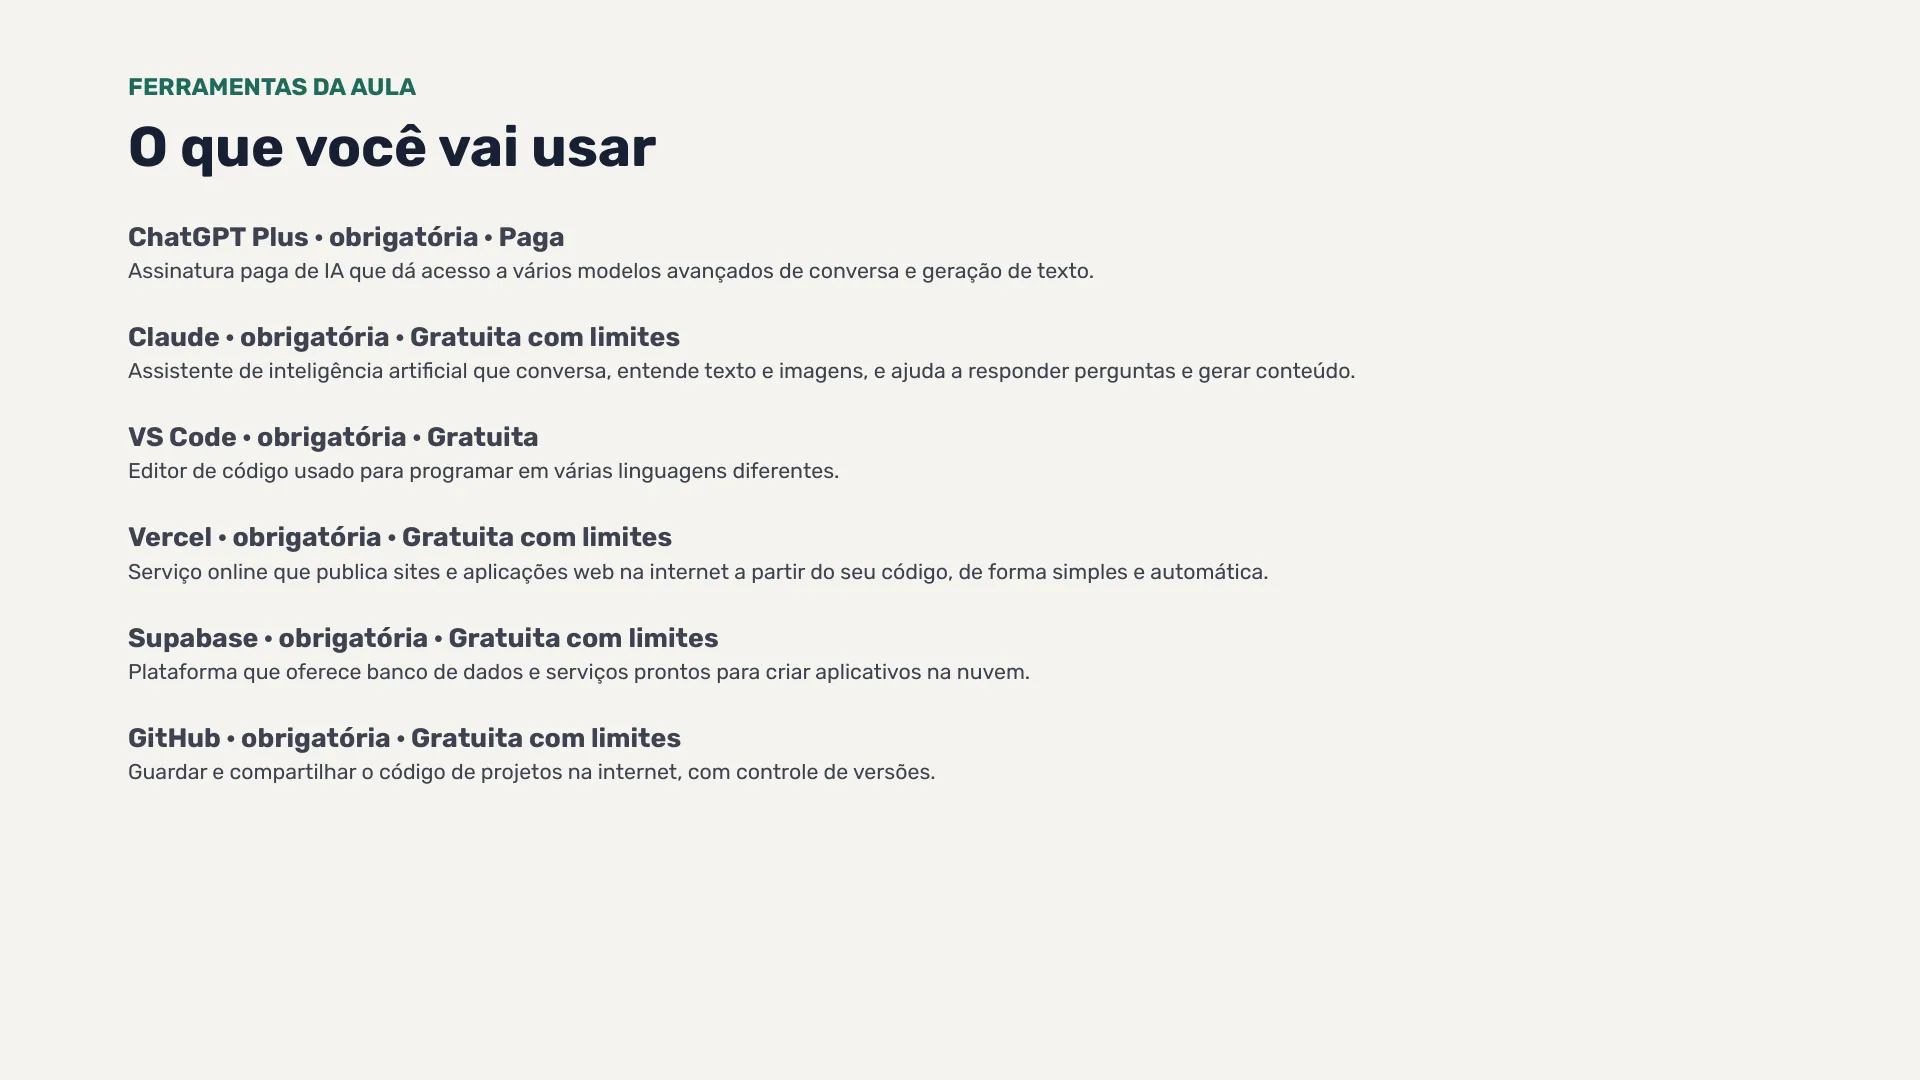 FERRAMENTAS DA AULA
O que você vai usar
ChatGPT Plus • obrigatória • Paga
Assinatura paga de IA que dá acesso a vários modelos avançados de conversa e geração de texto.
Claude • obrigatória • Gratuita com limites
Assistente de inteligência artificial que conversa, entende texto e imagens, e ajuda a responder perguntas e gerar conteúdo.
VS Code • obrigatória • Gratuita
Editor de código usado para programar em várias linguagens diferentes.
Vercel • obrigatória • Gratuita com limites
Serviço online que publica sites e aplicações web na internet a partir do seu código, de forma simples e automática.
Supabase • obrigatória • Gratuita com limites
Plataforma que oferece banco de dados e serviços prontos para criar aplicativos na nuvem.
GitHub • obrigatória • Gratuita com limites
Guardar e compartilhar o código de projetos na internet, com controle de versões.